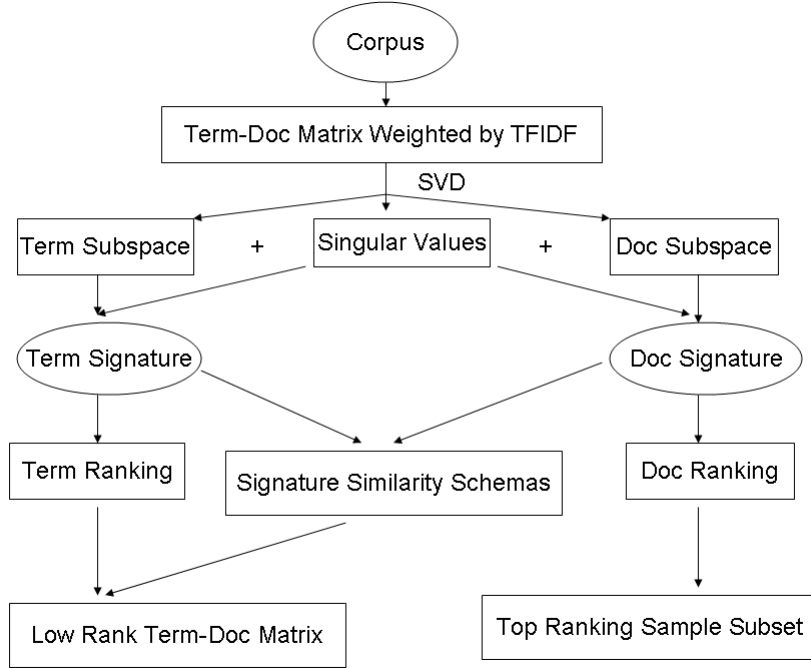 Corpus
Term-Doc Matrix Weighted by TFIDF
SVD
Term Subspace + Singular Values + Doc Subspace
Term Signature Doc Signature
Term Ranking Signature Similarity Schemas Doc Ranking
Low Rank Term-Doc Matrix Top Ranking Sample Subset